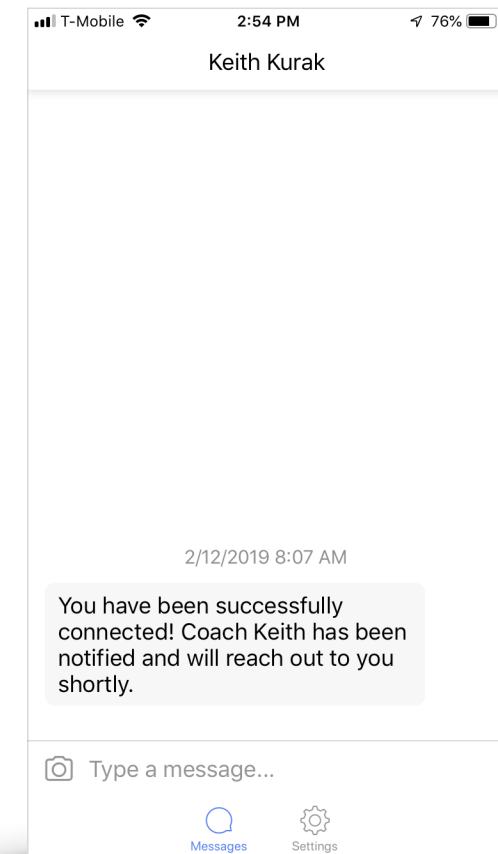 T-Mobile 2:54 PM 76%
Keith Kurak
2/12/2019 8:07 AM
You have been successfully
connected! Coach Keith has been
notified and will reach out to you
shortly.
Type a message...
Messages Settings